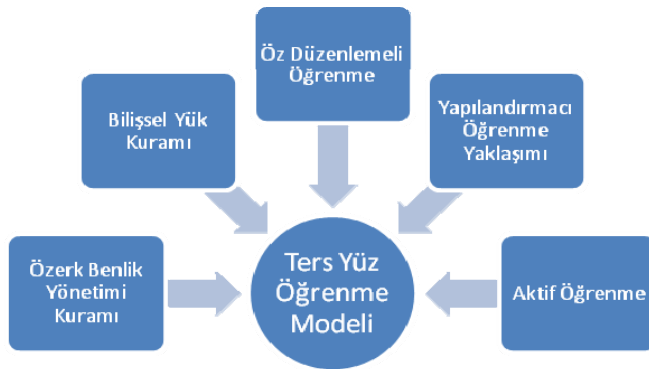 Öz Düzenlemeli
Öğrenme
Bilişsel Yük
Kuramı
Yapılandırmacı
Öğrenme
Yaklaşımı
Özerk Benlik
Yönetimi
Kuramı
Ters Yüz
Öğrenme
Modeli
Aktif Öğrenme